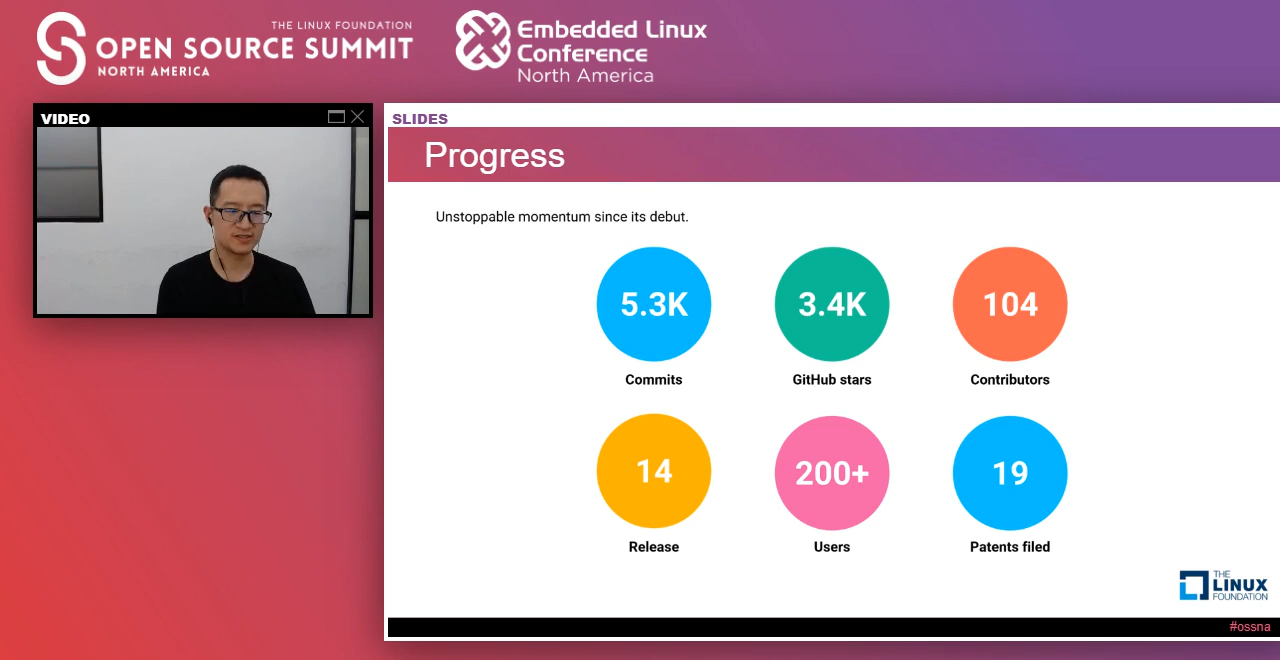 THE LINUX FOUNDATION
OPEN SOURCE SUMMIT
NORTH AMERICA
Embedded Linux
Conference
North America
VIDEO
SLIDES
Progress
Unstoppable momentum since its debut.
5.3K
3.4K
104
Commits
GitHub stars
Contributors
14
200+
19
Release
Users
Patents filed
THE
LINUX
FOUNDATION
#ossna